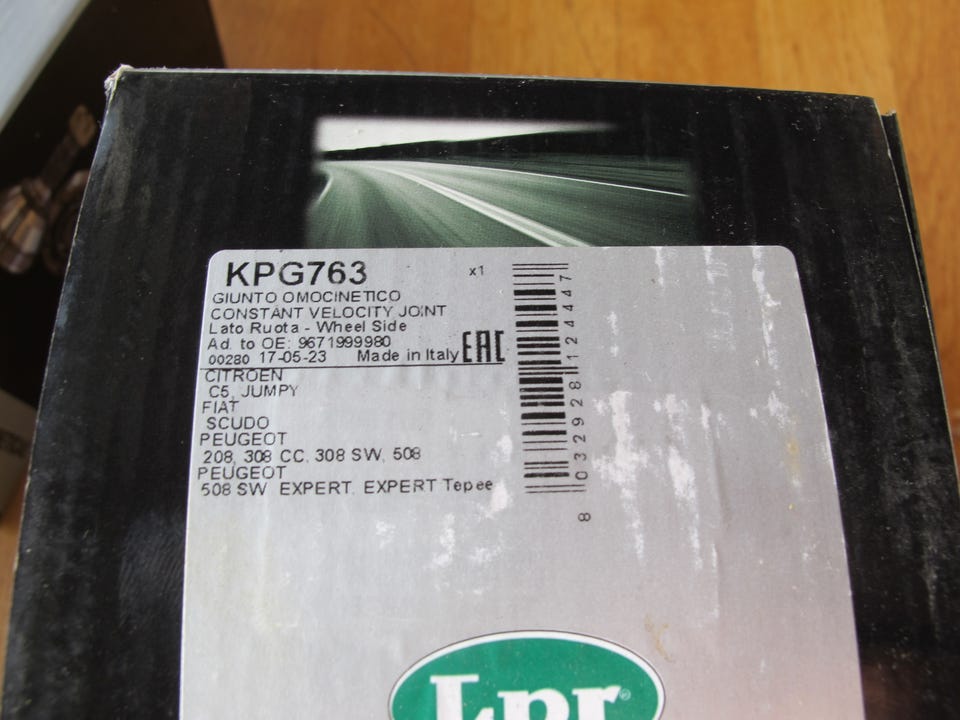 KPG763 x1
GIUNTO OMOCINETICO
CONSTANT VELOCITY JOINT
Lato Ruota - Wheel Side
Ad. to OE: 9671999980
00280 17-05-23 Made in Italy EAC
CITROEN
C5, JUMPY
FIAT
SCUDO
PEUGEOT
208, 308 CC, 308 SW, 508
PEUGEOT
508 SW, EXPERT, EXPERT Tepee
8 032928 124447
Lpr®